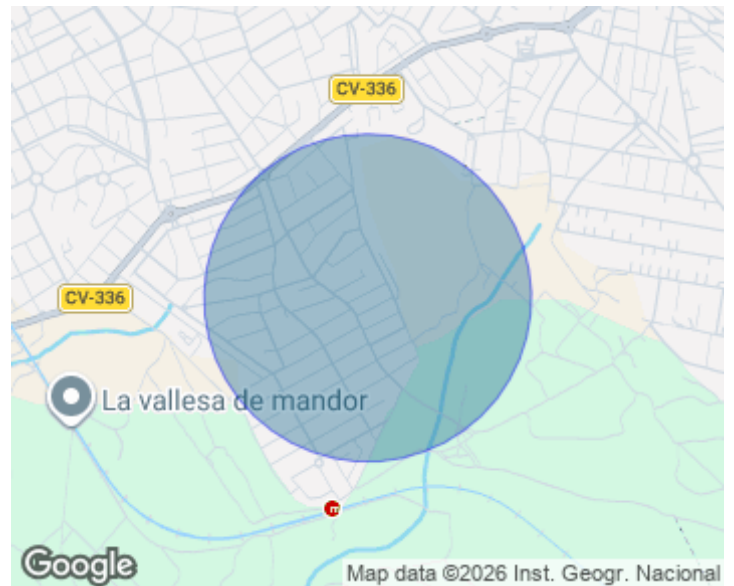 CV-336
CV-336
La vallesa de mandor
m
Google
Map data ©2026 Inst. Geogr. Nacional